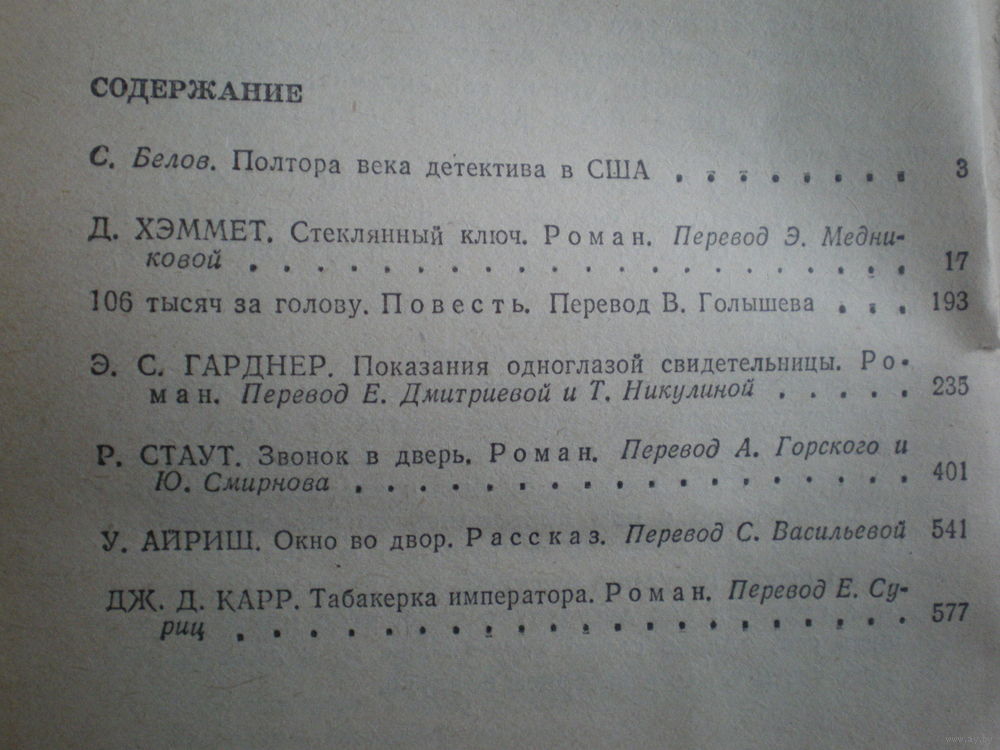 СОДЕРЖАНИЕ
С. Белов. Полтора века детектива в США . . . . . . . . 3
Д. ХЭММЕТ. Стеклянный ключ. Роман. Перевод Э. Медни-
ковой . . . . . . . . . . . . . . . . . . 17
106 тысяч за голову. Повесть. Перевод В. Голышева . . . 193
Э. С. ГАРДНЕР. Показания одноглазой свидетельницы. Ро-
ман. Перевод Е. Дмитриевой и Т. Никулиной . . . . . 235
Р. СТАУТ. Звонок в дверь. Роман. Перевод А. Горского и
Ю. Смирнова . . . . . . . . . . . . . . . 401
У. АЙРИШ. Окно во двор. Рассказ. Перевод С. Васильевой 541
ДЖ. Д. КАРР. Табакерка императора. Роман. Перевод Е. Су-
риц . . . . . . . . . . . . . . . . . . . 577
www.ay.by